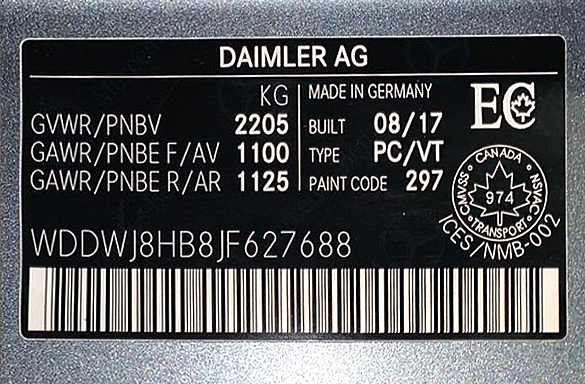 DAIMLER AG
KG
GVWR/PNBV 2205
GAWR/PNBE F/AV 1100
GAWR/PNBE R/AR 1125
MADE IN GERMANY
BUILT 08/17
TYPE PC/VT
PAINT CODE 297
EC
CANADA
MVSS NSVAC
974
TRANSPORT
ICES/NMB-002
WDDWJ8HB8JF627688